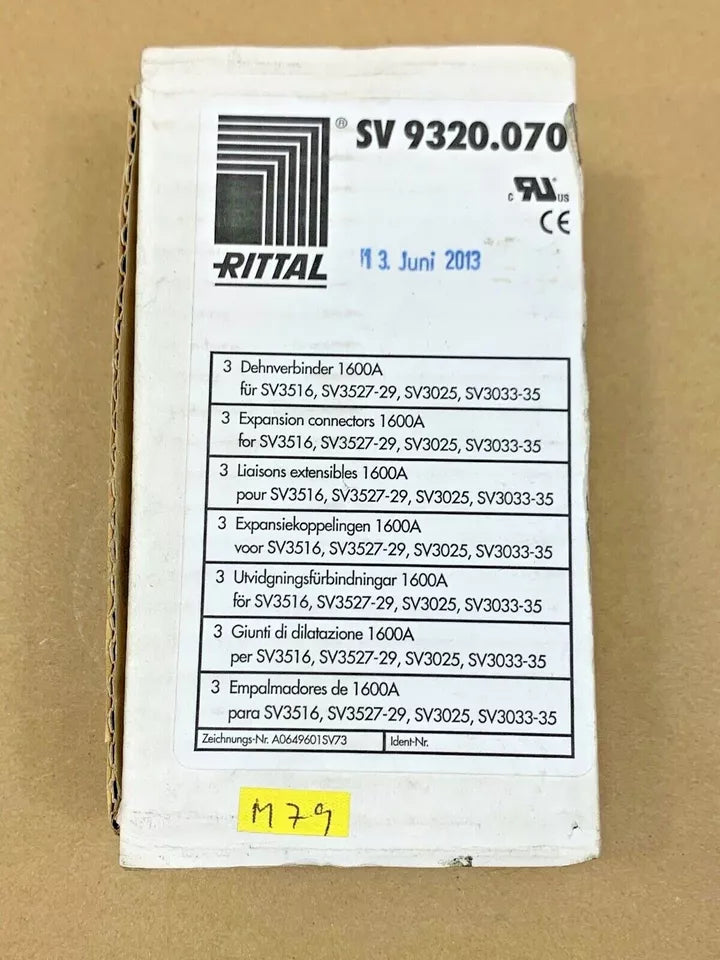 ® SV 9320.070
c RU US
CE
RITTAL
3. Juni 2013
3 Dehnverbinder 1600A
für SV3516, SV3527-29, SV3025, SV3033-35
3 Expansion connectors 1600A
for SV3516, SV3527-29, SV3025, SV3033-35
3 Liaisons extensibles 1600A
pour SV3516, SV3527-29, SV3025, SV3033-35
3 Expansiekoppelingen 1600A
voor SV3516, SV3527-29, SV3025, SV3033-35
3 Utvidgningsfürbindningar 1600A
för SV3516, SV3527-29, SV3025, SV3033-35
3 Giunti di dilatazione 1600A
per SV3516, SV3527-29, SV3025, SV3033-35
3 Empalmadores de 1600A
para SV3516, SV3527-29, SV3025, SV3033-35
Zeichnungs-Nr. A0649601SV73 Ident-Nr.
M79